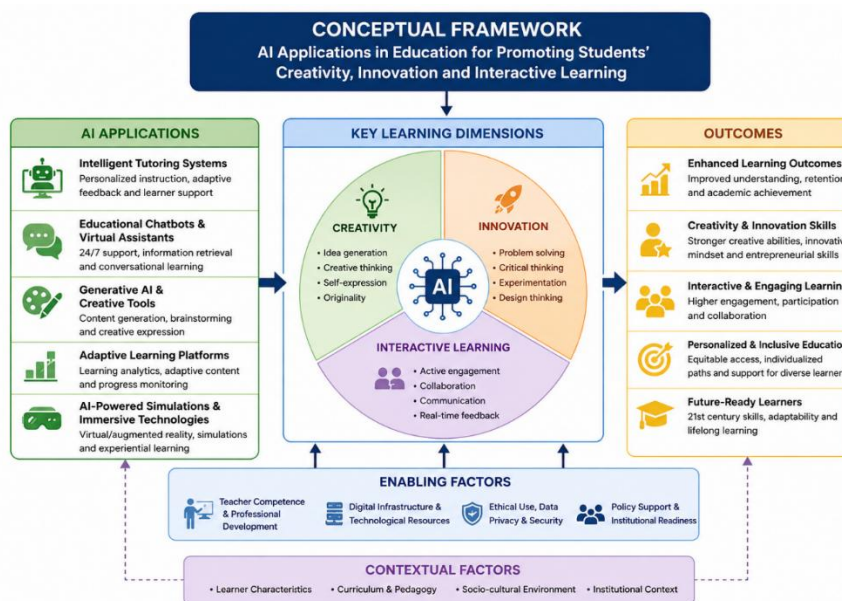 CONCEPTUAL FRAMEWORK
AI Applications in Education for Promoting Students'
Creativity, Innovation and Interactive Learning
AI APPLICATIONS
Intelligent Tutoring Systems
Personalized instruction, adaptive
feedback and learner support
Educational Chatbots &
Virtual Assistants
24/7 support, information retrieval
and conversational learning
Generative AI &
Creative Tools
Content generation, brainstorming
and creative expression
Adaptive Learning Platforms
Learning analytics, adaptive content
and progress monitoring
AI-Powered Simulations &
Immersive Technologies
Virtual/augmented reality, simulations
and experiential learning
KEY LEARNING DIMENSIONS
CREATIVITY
• Idea generation
• Creative thinking
• Self-expression
• Originality
INNOVATION
• Problem solving
• Critical thinking
• Experimentation
• Design thinking
AI
INTERACTIVE LEARNING
• Active engagement
• Collaboration
• Communication
• Real-time feedback
OUTCOMES
Enhanced Learning Outcomes
Improved understanding, retention
and academic achievement
Creativity & Innovation Skills
Stronger creative abilities, innovativ
mindset and entrepreneurial skills
Interactive & Engaging Learnin
Higher engagement, participation
and collaboration
Personalized & Inclusive Education
Equitable access, individualized
paths and support for diverse learner
Future-Ready Learners
21st century skills, adaptability and
lifelong learning
ENABLING FACTORS
Teacher Competence
& Professional
Development
Digital Infrastructure &
Technological Resources
Ethical Use, Data
Privacy & Security
Policy Support &
Institutional Readiness
CONTEXTUAL FACTORS
• Learner Characteristics • Curriculum & Pedagogy • Socio-cultural Environment • Institutional Context